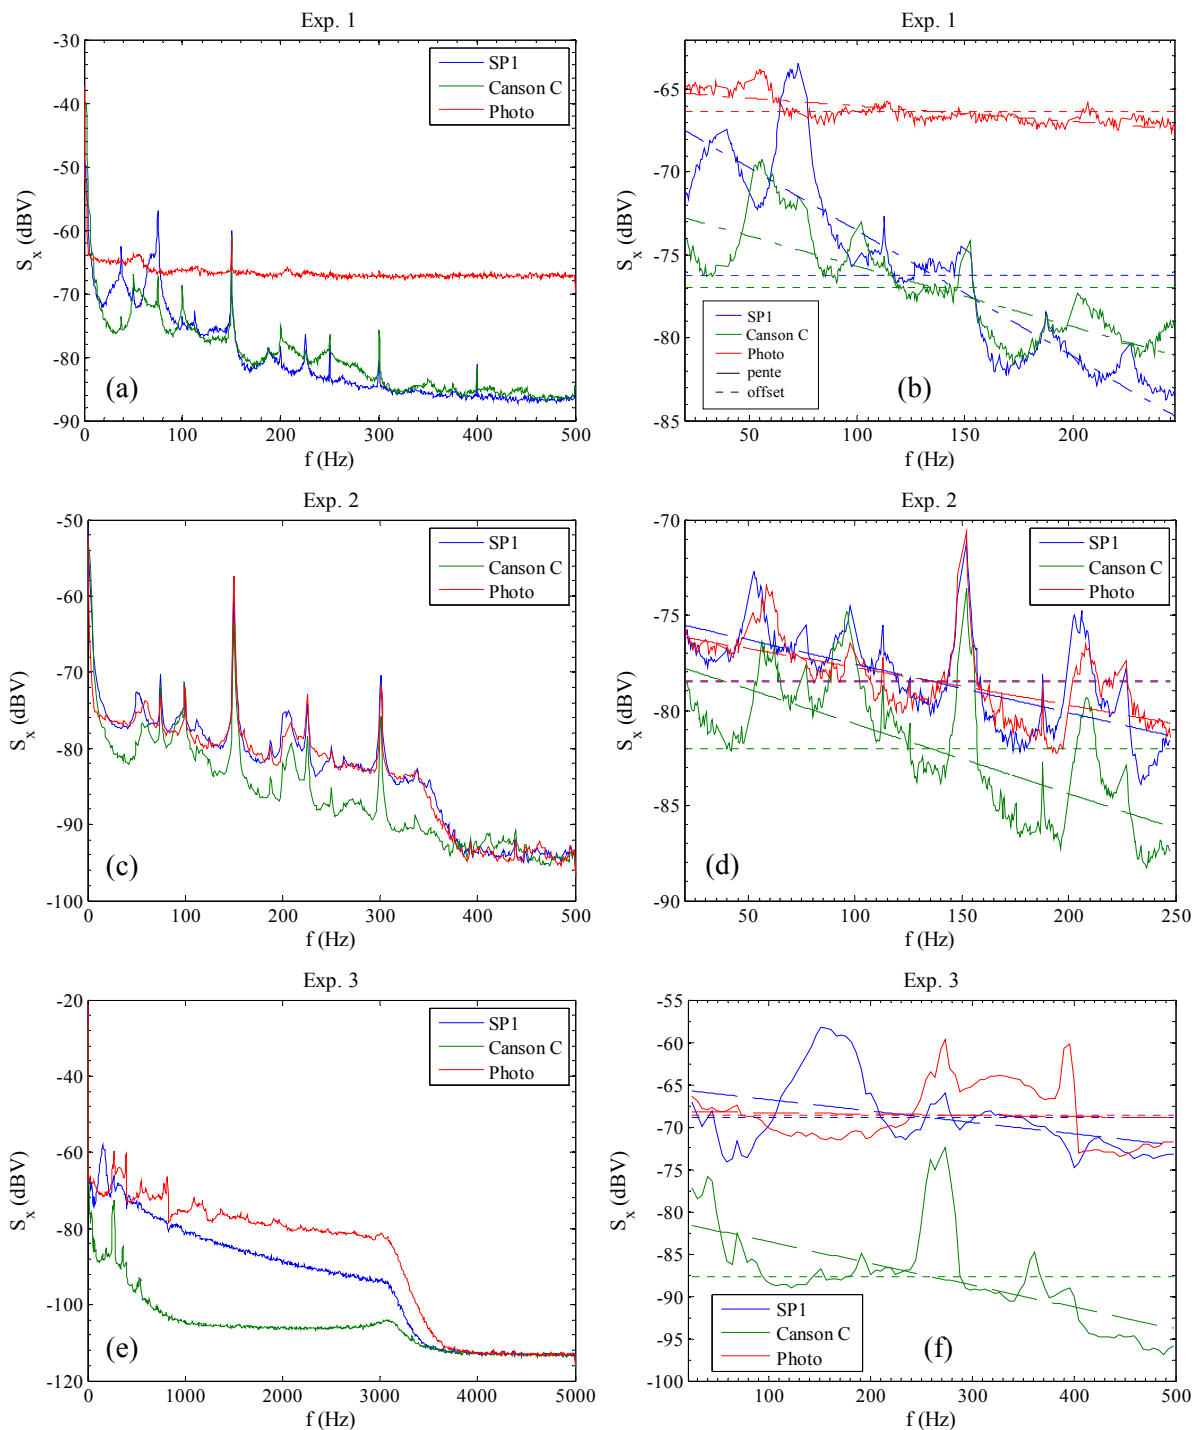 Exp. 1
-30
-40
-50
-60
-70
-80
-90
S_x (dBV)
SP1
Canson C
Photo
(a)
0 100 200 300 400 500
f (Hz)
Exp. 1
-65
-70
-75
-80
-85
S_x (dBV)
SP1
Canson C
Photo
pente
offset
(b)
50 100 150 200
f (Hz)
Exp. 2
-50
-60
-70
-80
-90
-100
S_x (dBV)
SP1
Canson C
Photo
(c)
0 100 200 300 400 500
f (Hz)
Exp. 2
-70
-75
-80
-85
-90
S_x (dBV)
SP1
Canson C
Photo
(d)
50 100 150 200 250
f (Hz)
Exp. 3
-20
-40
-60
-80
-100
-120
S_x (dBV)
SP1
Canson C
Photo
(e)
0 1000 2000 3000 4000 5000
f (Hz)
Exp. 3
-55
-60
-65
-70
-75
-80
-85
-90
-95
-100
S_x (dBV)
SP1
Canson C
Photo
(f)
100 200 300 400 500
f (Hz)